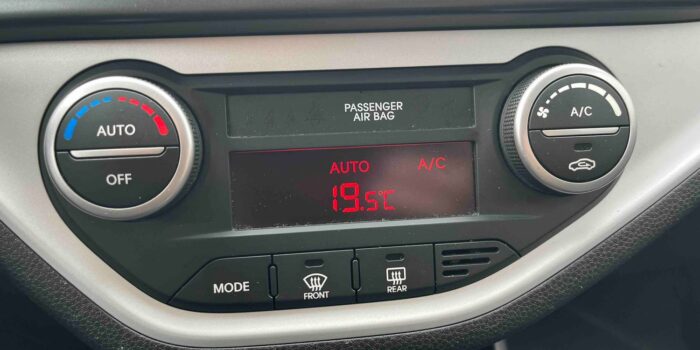 PASSENGER
AIR BAG
AUTO
OFF
AUTO A/C
19.5°C
A/C
MODE
FRONT
REAR